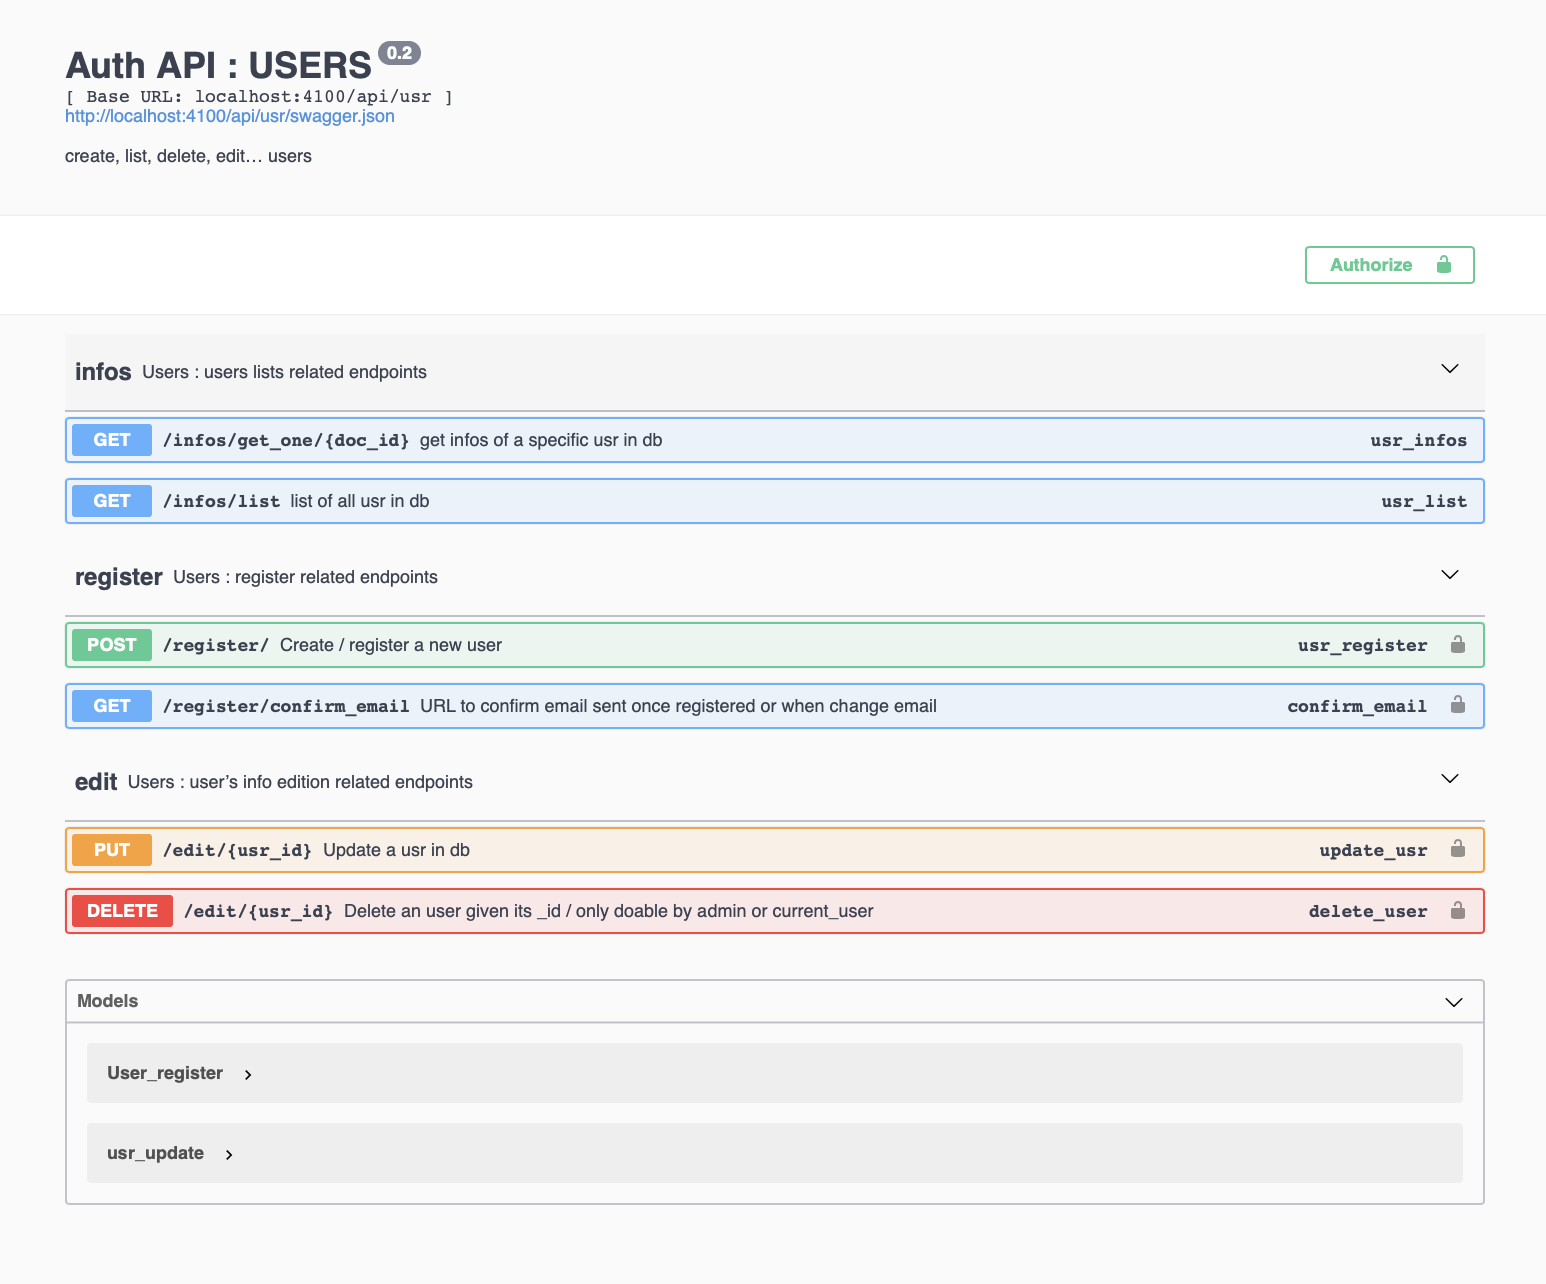 Auth API : USERS 0.2
[ Base URL: localhost:4100/api/usr ]
http://localhost:4100/api/usr/swagger.json
create, list, delete, edit... users
Authorize
infos Users : users lists related endpoints
GET /infos/get_one/{doc_id} get infos of a specific usr in db usr_infos
GET /infos/list list of all usr in db usr_list
register Users : register related endpoints
POST /register/ Create / register a new user usr_register
GET /register/confirm_email URL to confirm email sent once registered or when change email confirm_email
edit Users : user’s info edition related endpoints
PUT /edit/{usr_id} Update a usr in db update_usr
DELETE /edit/{usr_id} Delete an user given its _id / only doable by admin or current_user delete_user
Models
User_register
usr_update